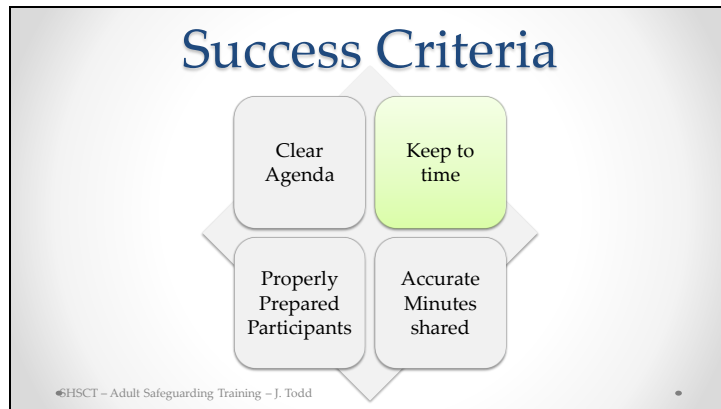 Success Criteria
Clear
Agenda
Keep to
time
Properly
Prepared
Participants
Accurate
Minutes
shared
SHSCT – Adult Safeguarding Training – J. Todd